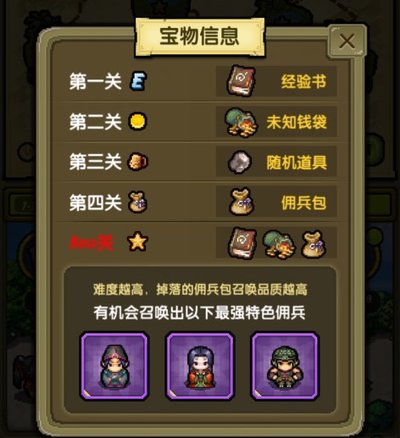 宝物信息
第一关 E 经验书
第二关 未知钱袋
第三关 随机道具
第四关 佣兵包
Boss关
难度越高，掉落的佣兵包召唤品质越高
有机会召唤出以下最强特色佣兵